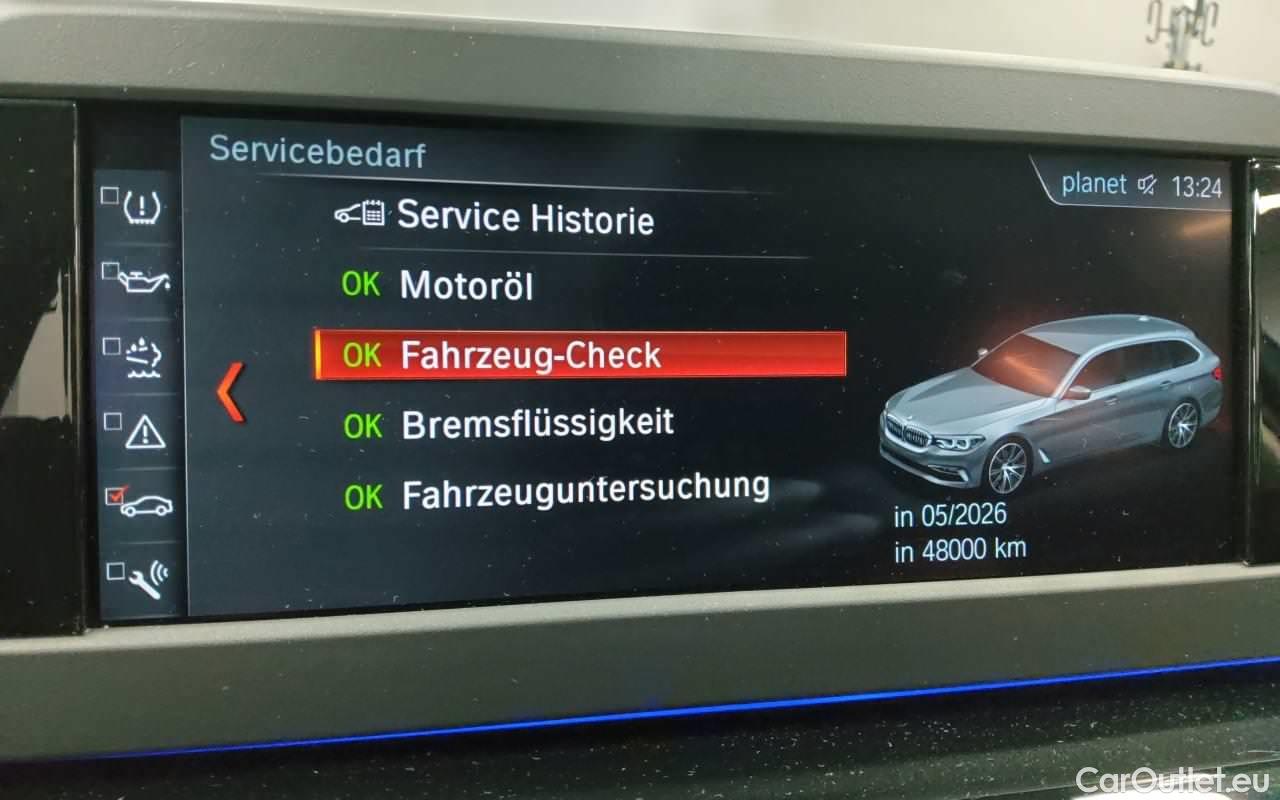 Servicebedarf
planet 13:24
Service Historie
OK Motoröl
OK Fahrzeug-Check
OK Bremsflüssigkeit
OK Fahrzeuguntersuchung
in 05/2026
in 48000 km
CarOutlet.eu